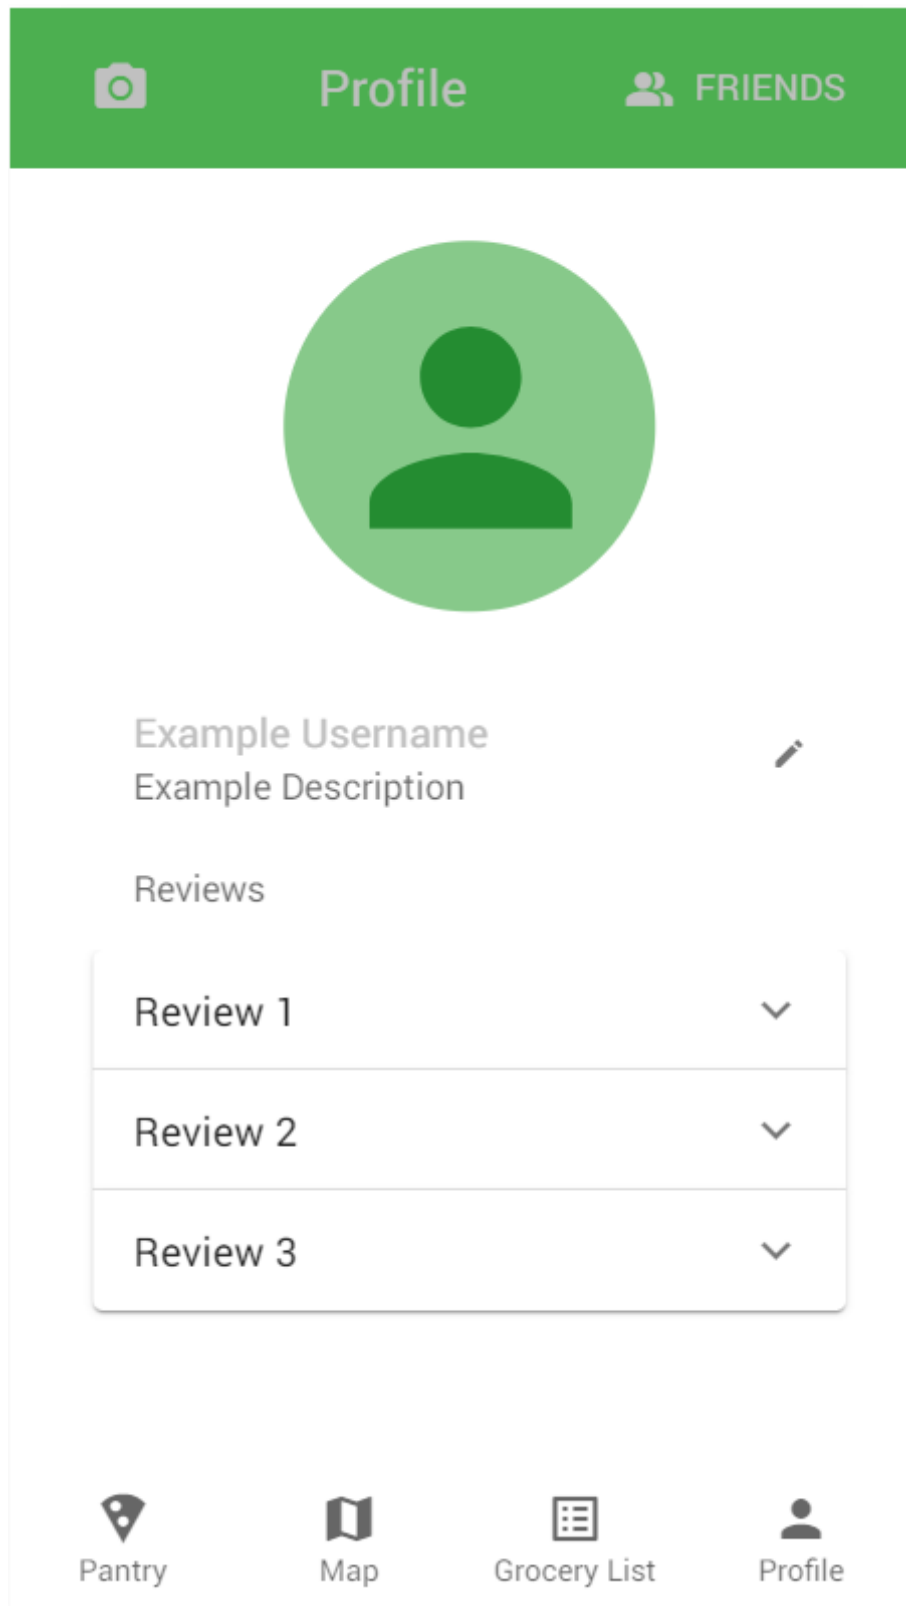 Profile
FRIENDS
Example Username
Example Description
Reviews
Review 1
Review 2
Review 3
Pantry
Map
Grocery List
Profile